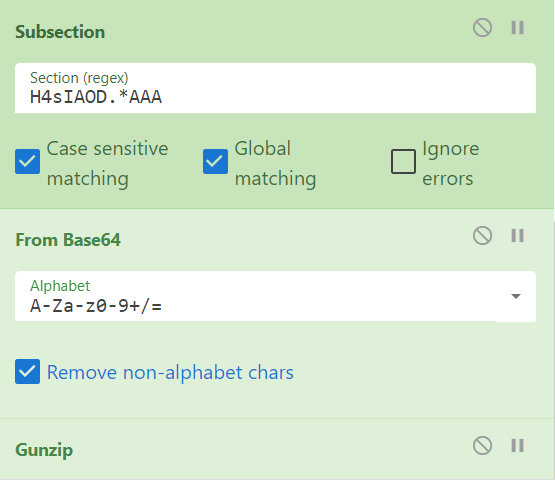 Subsection
Section (regex)
H4sIAOD.*AAA
Case sensitive matching
Global matching
Ignore errors
From Base64
Alphabet
A-Za-z0-9+/=
Remove non-alphabet chars
Gunzip